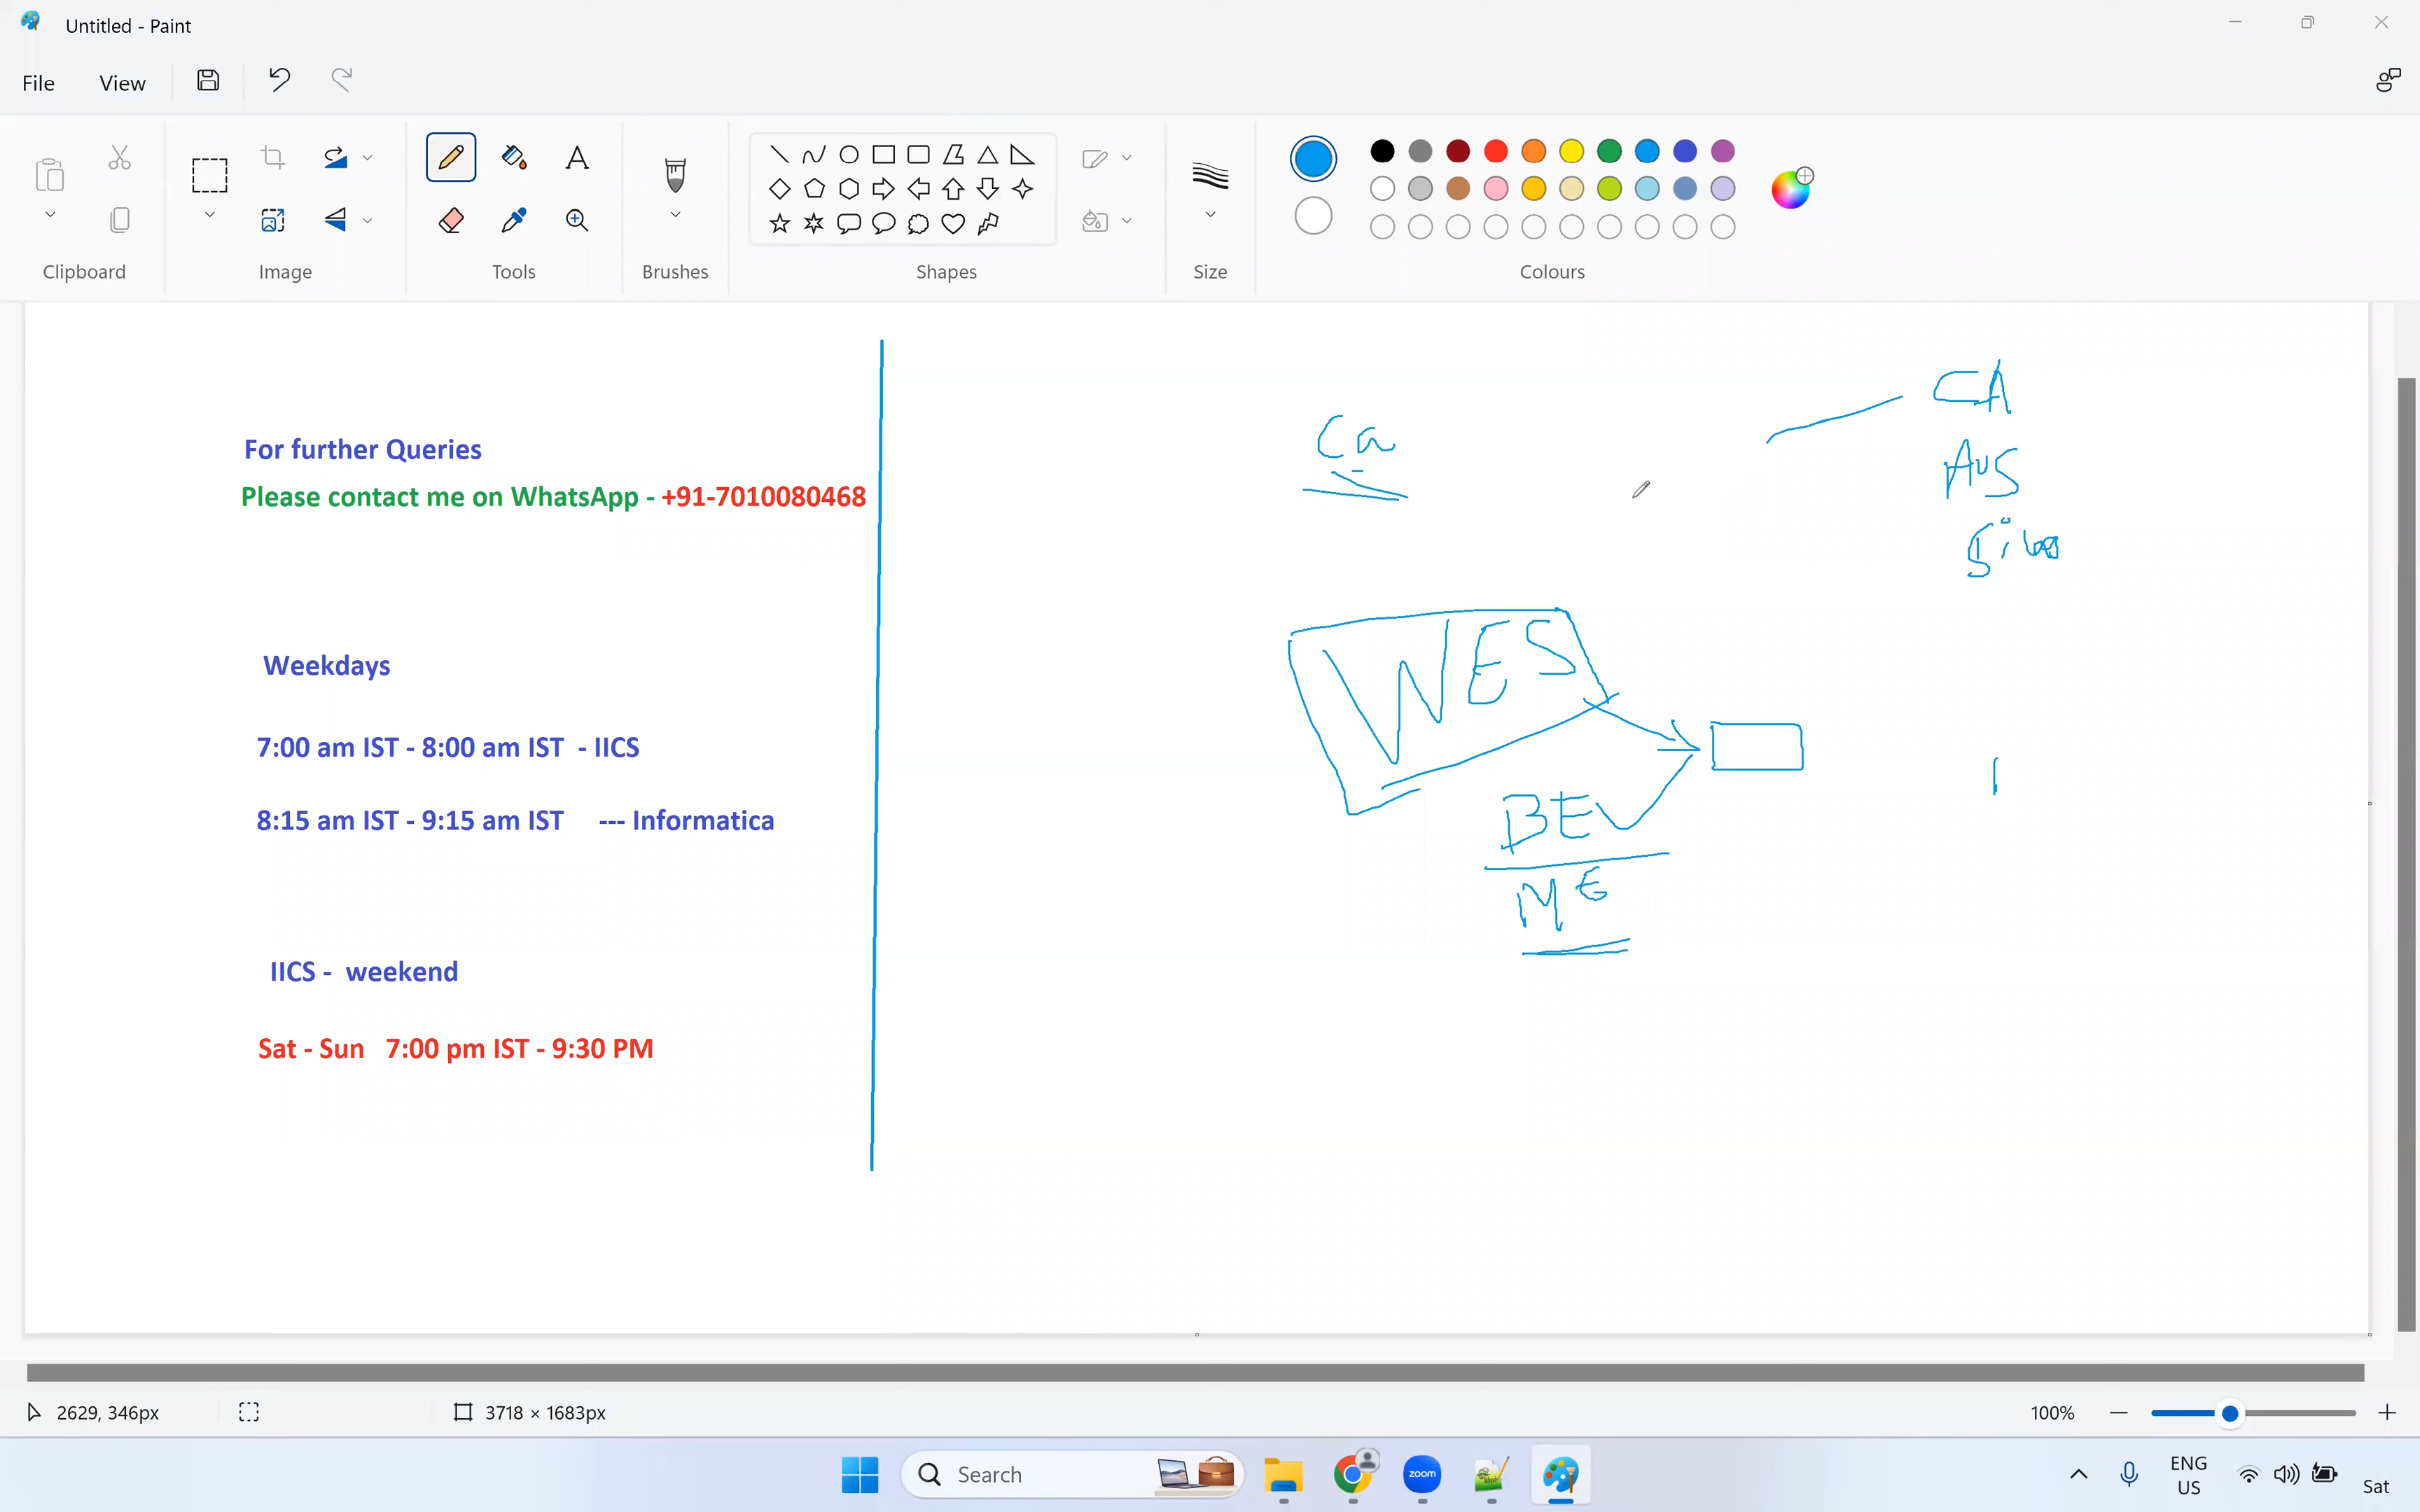 Untitled - Paint
File View
Clipboard Image Tools Brushes Shapes Size Colours
For further Queries
Please contact me on WhatsApp - +91-7010080468
Weekdays
7:00 am IST - 8:00 am IST - IICS
8:15 am IST - 9:15 am IST --- Informatica
IICS - weekend
Sat - Sun 7:00 pm IST - 9:30 PM
Ca
CA
AUS
WES
BE
ME
2629, 346px
3718 × 1683px
100%
Search
zoom
ENG
US
Sat